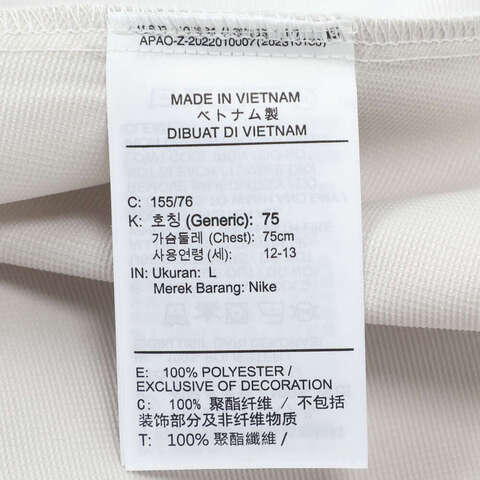 APAO-Z-2022010007(202313130)
MADE IN VIETNAM
ベトナム製
DIBUAT DI VIETNAM
C: 155/76
K: 호칭 (Generic): 75
가슴둘레 (Chest): 75cm
사용연령 (세): 12-13
IN: Ukuran: L
Merek Barang: Nike
E: 100% POLYESTER /
EXCLUSIVE OF DECORATION
C: 100% 聚酯纤维 / 不包括
装饰部分及非纤维物质
T: 100% 聚酯纖維 /